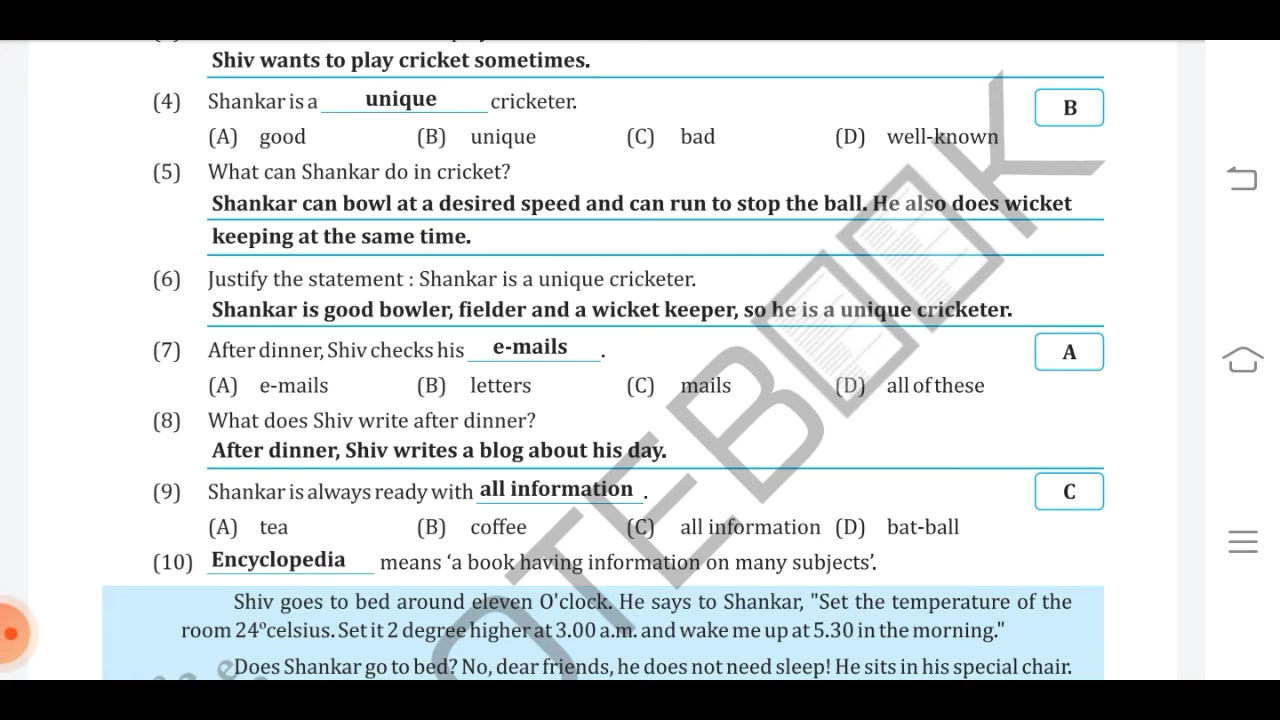 Shiv wants to play cricket sometimes.
(4) Shankar is a unique cricketer. B
(A) good (B) unique (C) bad (D) well-known
(5) What can Shankar do in cricket?
Shankar can bowl at a desired speed and can run to stop the ball. He also does wicket
keeping at the same time.
(6) Justify the statement : Shankar is a unique cricketer.
Shankar is good bowler, fielder and a wicket keeper, so he is a unique cricketer.
(7) After dinner, Shiv checks his e-mails . A
(A) e-mails (B) letters (C) mails (D) all of these
(8) What does Shiv write after dinner?
After dinner, Shiv writes a blog about his day.
(9) Shankar is always ready with all information . C
(A) tea (B) coffee (C) all information (D) bat-ball
(10) Encyclopedia means ‘a book having information on many subjects’.
Shiv goes to bed around eleven O'clock. He says to Shankar, "Set the temperature of the
room 24ºcelsius. Set it 2 degree higher at 3.00 a.m. and wake me up at 5.30 in the morning."
Does Shankar go to bed? No, dear friends, he does not need sleep! He sits in his special chair.